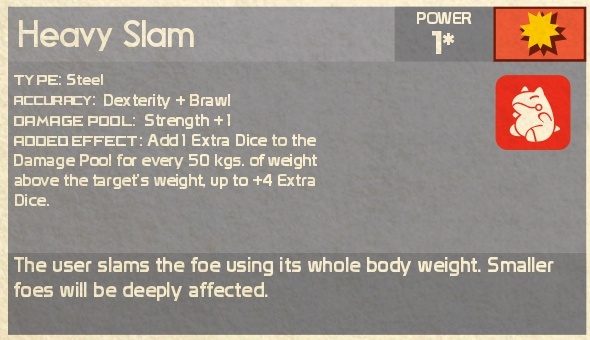 Heavy Slam
POWER
1*
TYPE: Steel
ACCURACY: Dexterity + Brawl
DAMAGE POOL: Strength +1
ADDED EFFECT: Add 1 Extra Dice to the
Damage Pool for every 50 kgs. of weight
above the target's weight, up to +4 Extra
Dice.
The user slams the foe using its whole body weight. Smaller
foes will be deeply affected.